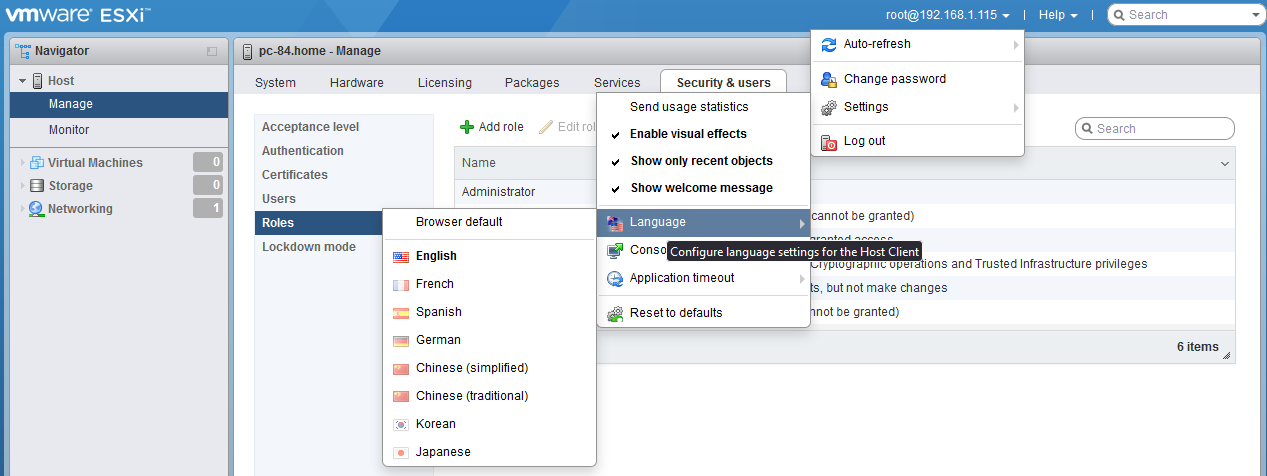 vmware ESXi™
root@192.168.1.115
Help
Search
Navigator
Host
Manage
Monitor
Virtual Machines 0
Storage 0
Networking 1
pc-84.home - Manage
System Hardware Licensing Packages Services Security & users
Acceptance level
Authentication
Certificates
Users
Roles
Lockdown mode
Add role Edit rol
Search
Name
Administrator
cannot be granted)
granted access
Cryptographic operations and Trusted Infrastructure privileges
ts, but not make changes
nnot be granted)
6 items
Auto-refresh
Change password
Settings
Log out
Send usage statistics
Enable visual effects
Show only recent objects
Show welcome message
Language
Conso
Configure language settings for the Host Client
Application timeout
Reset to defaults
Browser default
English
French
Spanish
German
Chinese (simplified)
Chinese (traditional)
Korean
Japanese